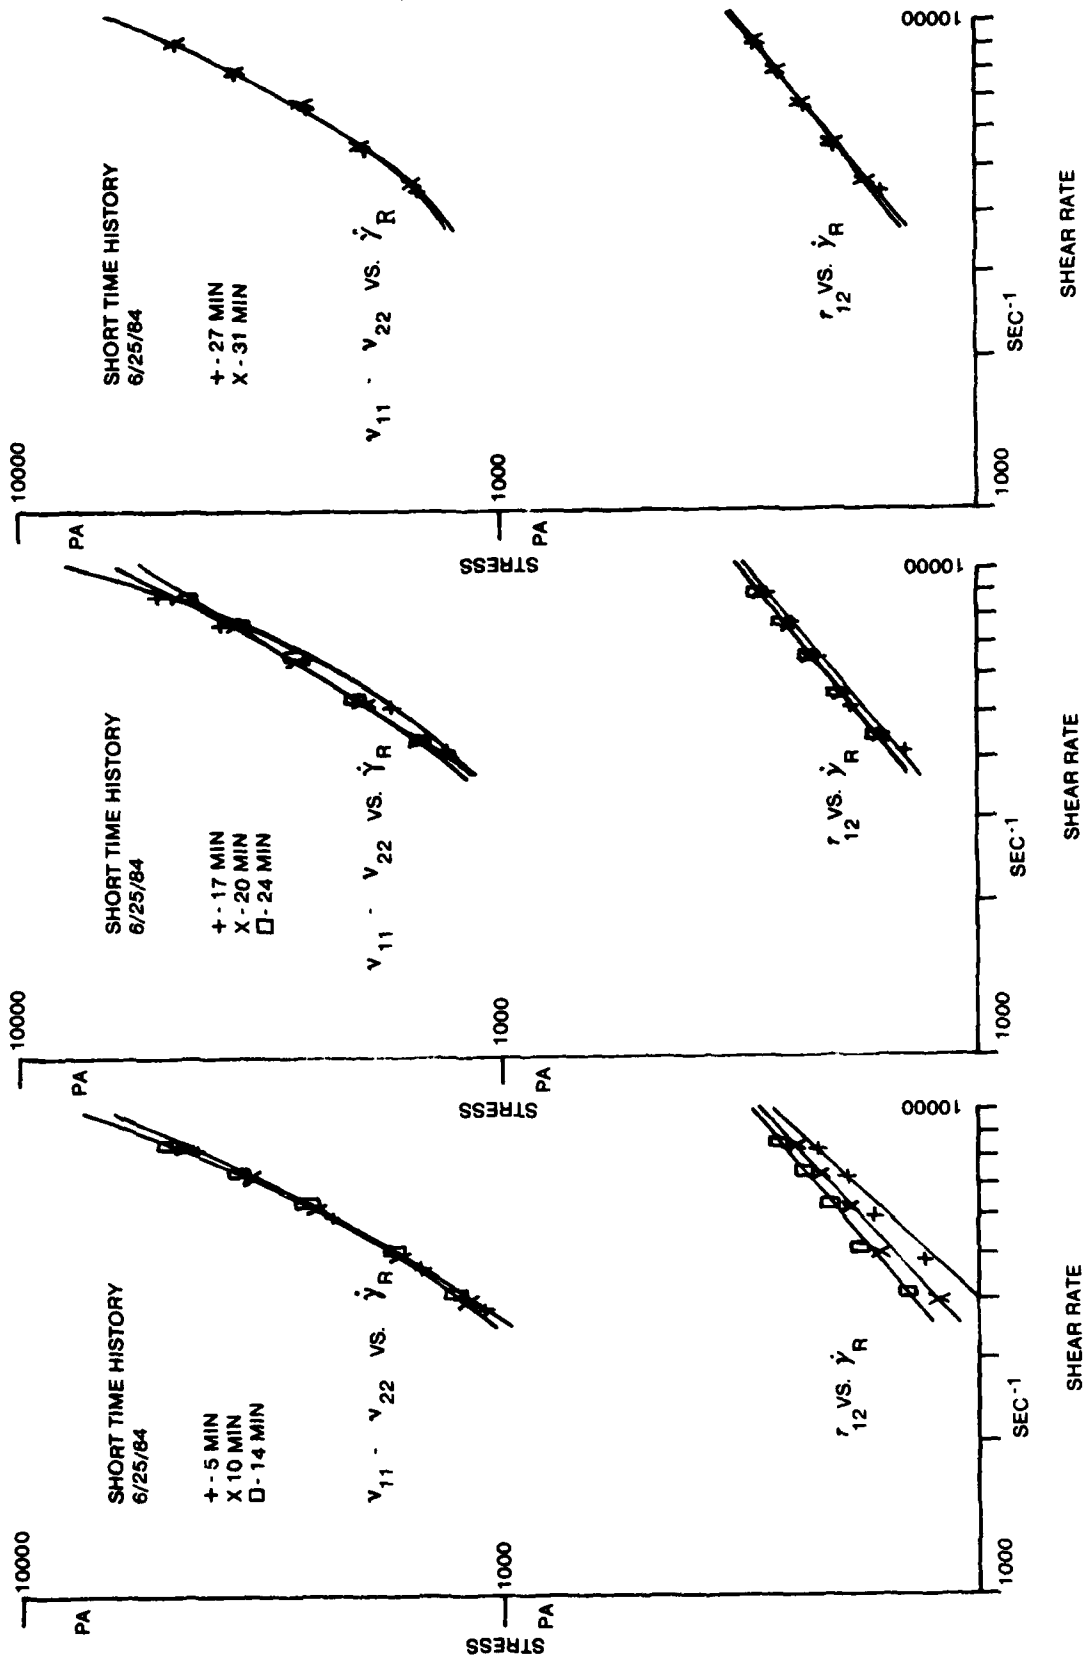 10000
PA
SHORT TIME HISTORY
6/25/84
+ - 5 MIN
X 10 MIN
□ - 14 MIN
ν11 - ν22 VS. γ̇R
1000
PA
STRESS
τ12 VS. γ̇R
1000
SEC-1
10000
SHEAR RATE
10000
PA
SHORT TIME HISTORY
6/25/84
+ - 17 MIN
X - 20 MIN
□ - 24 MIN
ν11 - ν22 VS. γ̇R
1000
PA
STRESS
τ12 VS. γ̇R
1000
SEC-1
10000
SHEAR RATE
10000
PA
SHORT TIME HISTORY
6/25/84
+ - 27 MIN
X - 31 MIN
ν11 - ν22 VS. γ̇R
1000
PA
STRESS
τ12 VS. γ̇R
1000
SEC-1
10000
SHEAR RATE